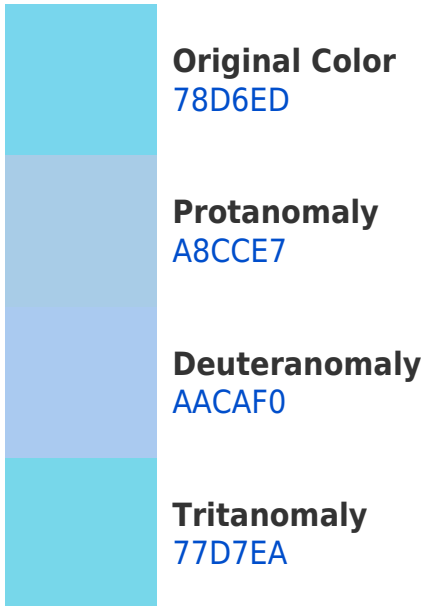 Original Color
78D6ED
Protanomaly
A8CCE7
Deuteranomaly
AACAF0
Tritanomaly
77D7EA